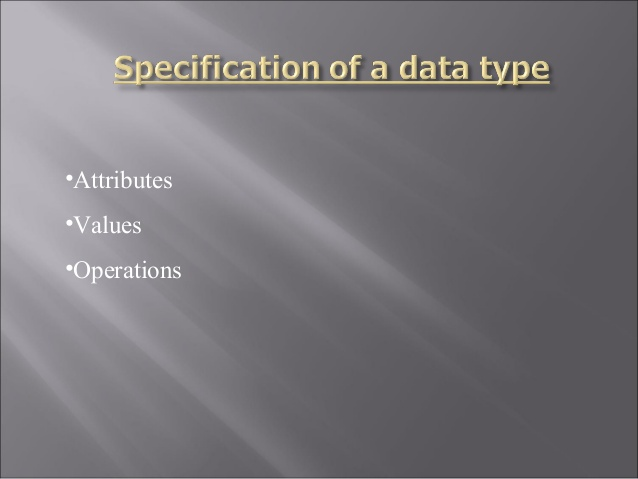 Specification of a data type
•Attributes
•Values
•Operations